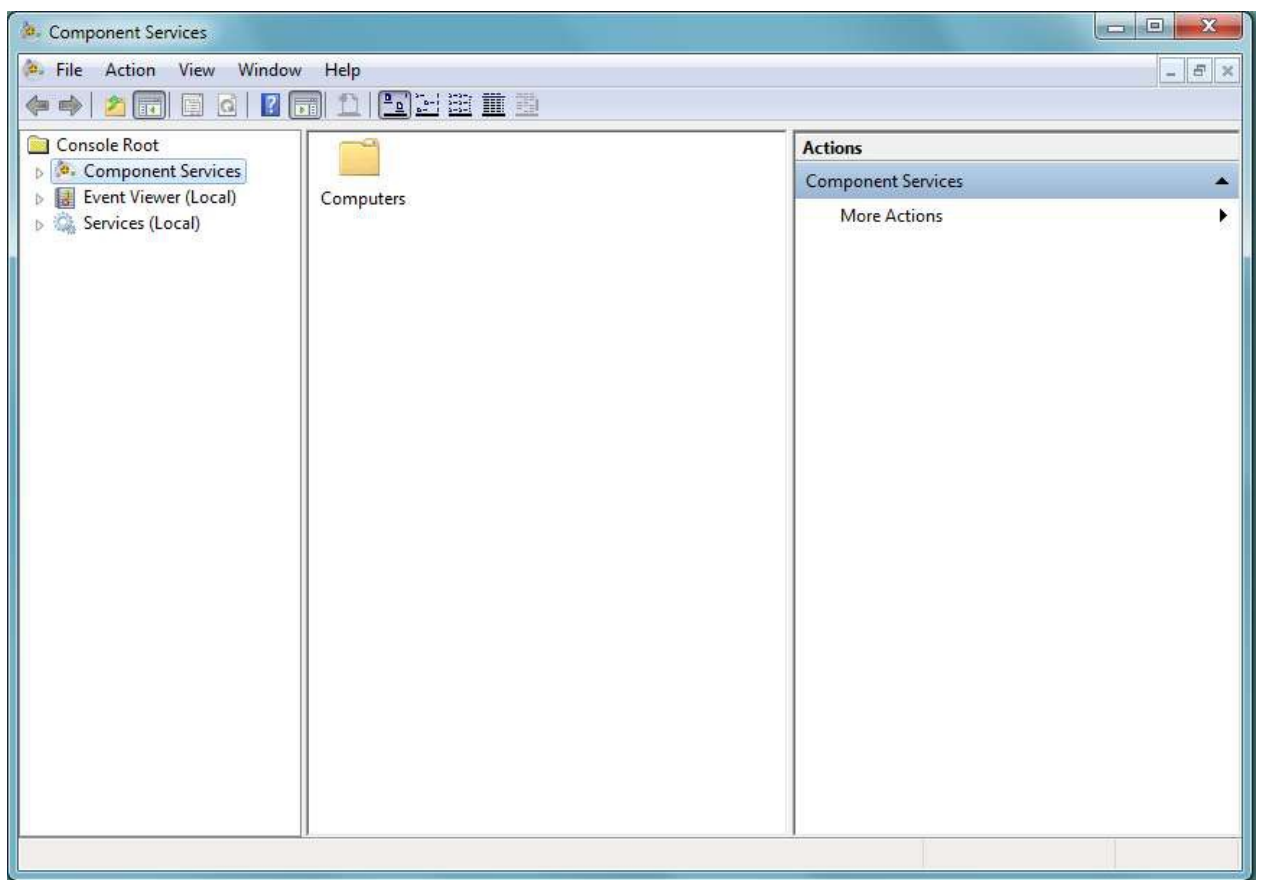 Component Services
File Action View Window Help
Console Root
Component Services
Event Viewer (Local)
Services (Local)
Computers
Actions
Component Services
More Actions